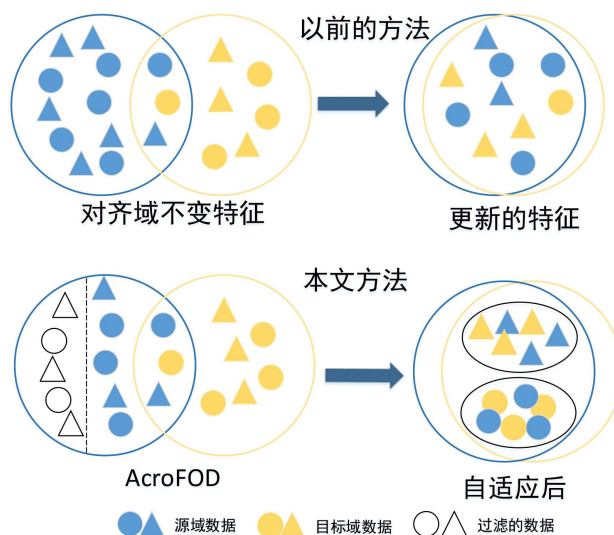 以前的方法
对齐域不变特征
更新的特征
本文方法
AcroFOD
自适应后
源域数据
目标域数据
过滤的数据